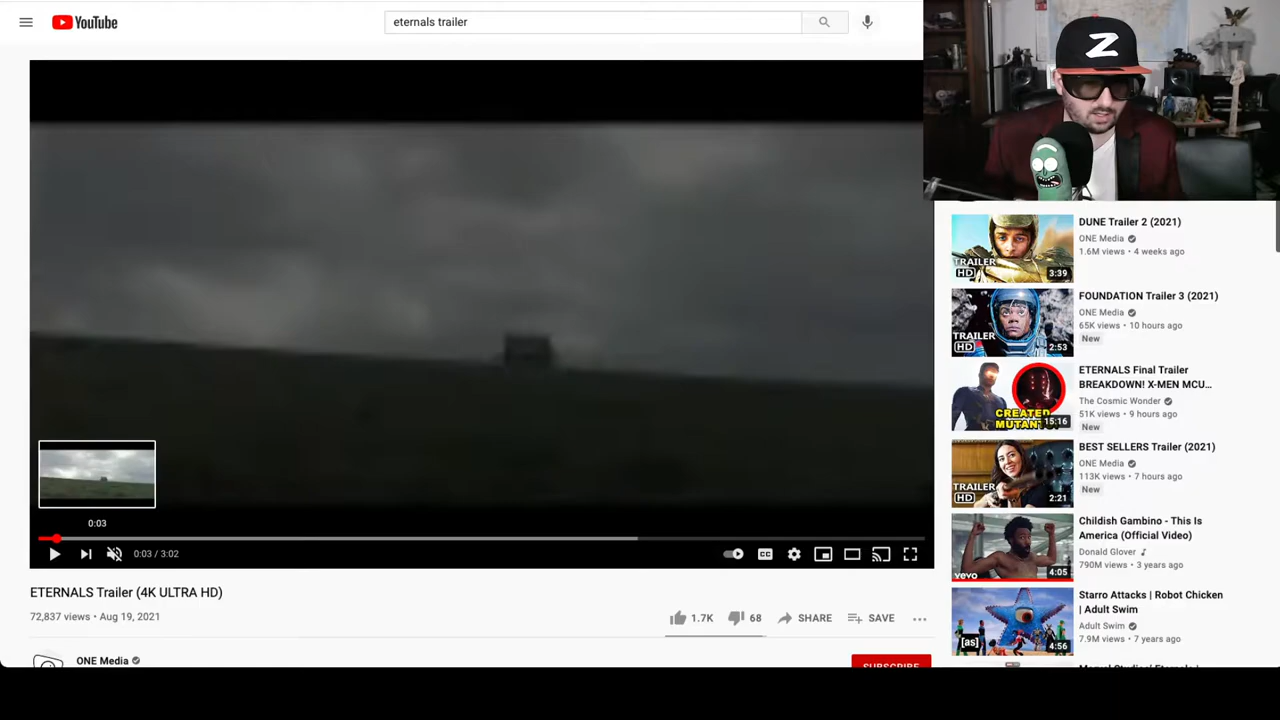 YouTube
eternals trailer
Z
0:03
0:03 / 3:02
CC
ETERNALS Trailer (4K ULTRA HD)
72,837 views • Aug 19, 2021
1.7K
68
SHARE
SAVE
ONE Media
SUBSCRIBE
TRAILER
HD
3:39
DUNE Trailer 2 (2021)
ONE Media
1.6M views • 4 weeks ago
TRAILER
HD
2:53
FOUNDATION Trailer 3 (2021)
ONE Media
65K views • 10 hours ago
New
CREATED
MUTANTS
15:16
ETERNALS Final Trailer
BREAKDOWN! X-MEN MCU...
The Cosmic Wonder
51K views • 9 hours ago
New
TRAILER
HD
2:21
BEST SELLERS Trailer (2021)
ONE Media
113K views • 7 hours ago
New
vevo
4:05
Childish Gambino - This Is
America (Official Video)
Donald Glover
790M views • 3 years ago
[as]
4:56
Starro Attacks | Robot Chicken
| Adult Swim
Adult Swim
7.9M views • 7 years ago